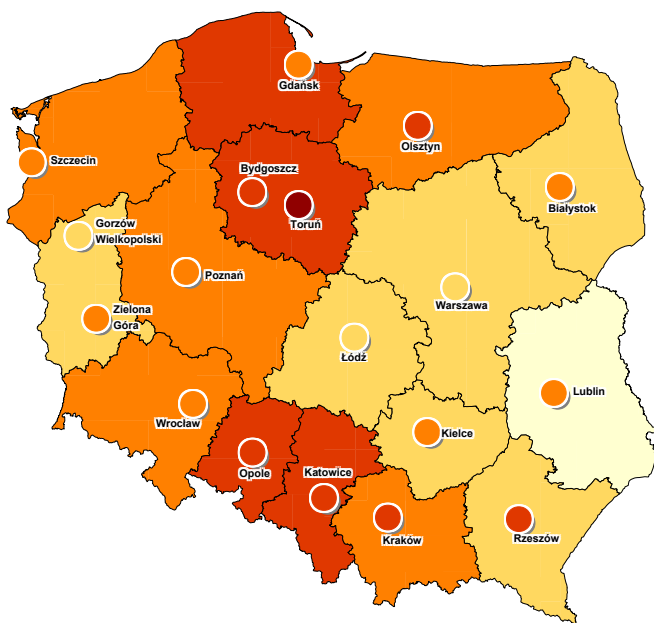 Gdańsk
Olsztyn
Szczecin
Bydgoszcz
Białystok
Toruń
Gorzów
Wielkopolski
Poznań
Warszawa
Zielona
Góra
Łódź
Lublin
Wrocław
Kielce
Opole
Katowice
Kraków
Rzeszów